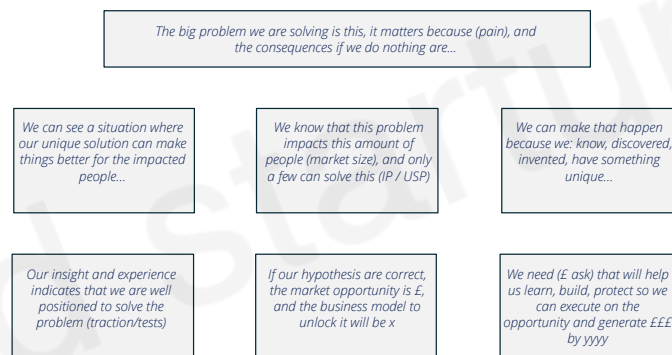 The big problem we are solving is this, it matters because (pain), and
the consequences if we do nothing are...
We can see a situation where
our unique solution can make
things better for the impacted
people...
We know that this problem
impacts this amount of
people (market size), and only
a few can solve this (IP / USP)
We can make that happen
because we: know, discovered,
invented, have something
unique...
Our insight and experience
indicates that we are well
positioned to solve the
problem (traction/tests)
If our hypothesis are correct,
the market opportunity is £,
and the business model to
unlock it will be x
We need (£ ask) that will help
us learn, build, protect so we
can execute on the
opportunity and generate £££
by yyyy